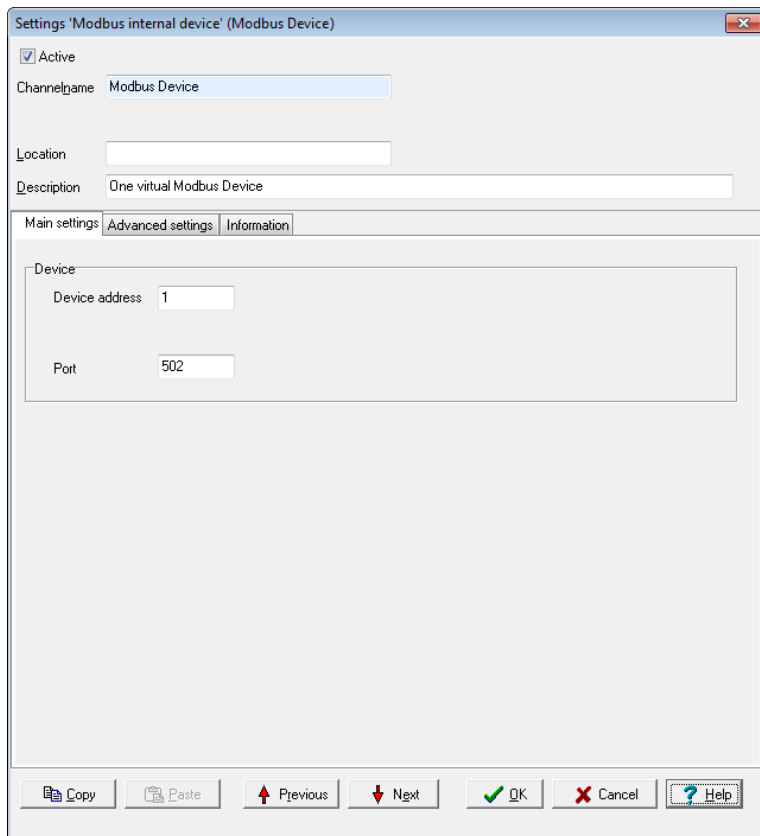 Settings 'Modbus internal device' (Modbus Device)
Active
Channelname Modbus Device
Location
Description One virtual Modbus Device
Main settings Advanced settings Information
Device
Device address 1
Port 502
Copy Paste Previous Next OK Cancel Help